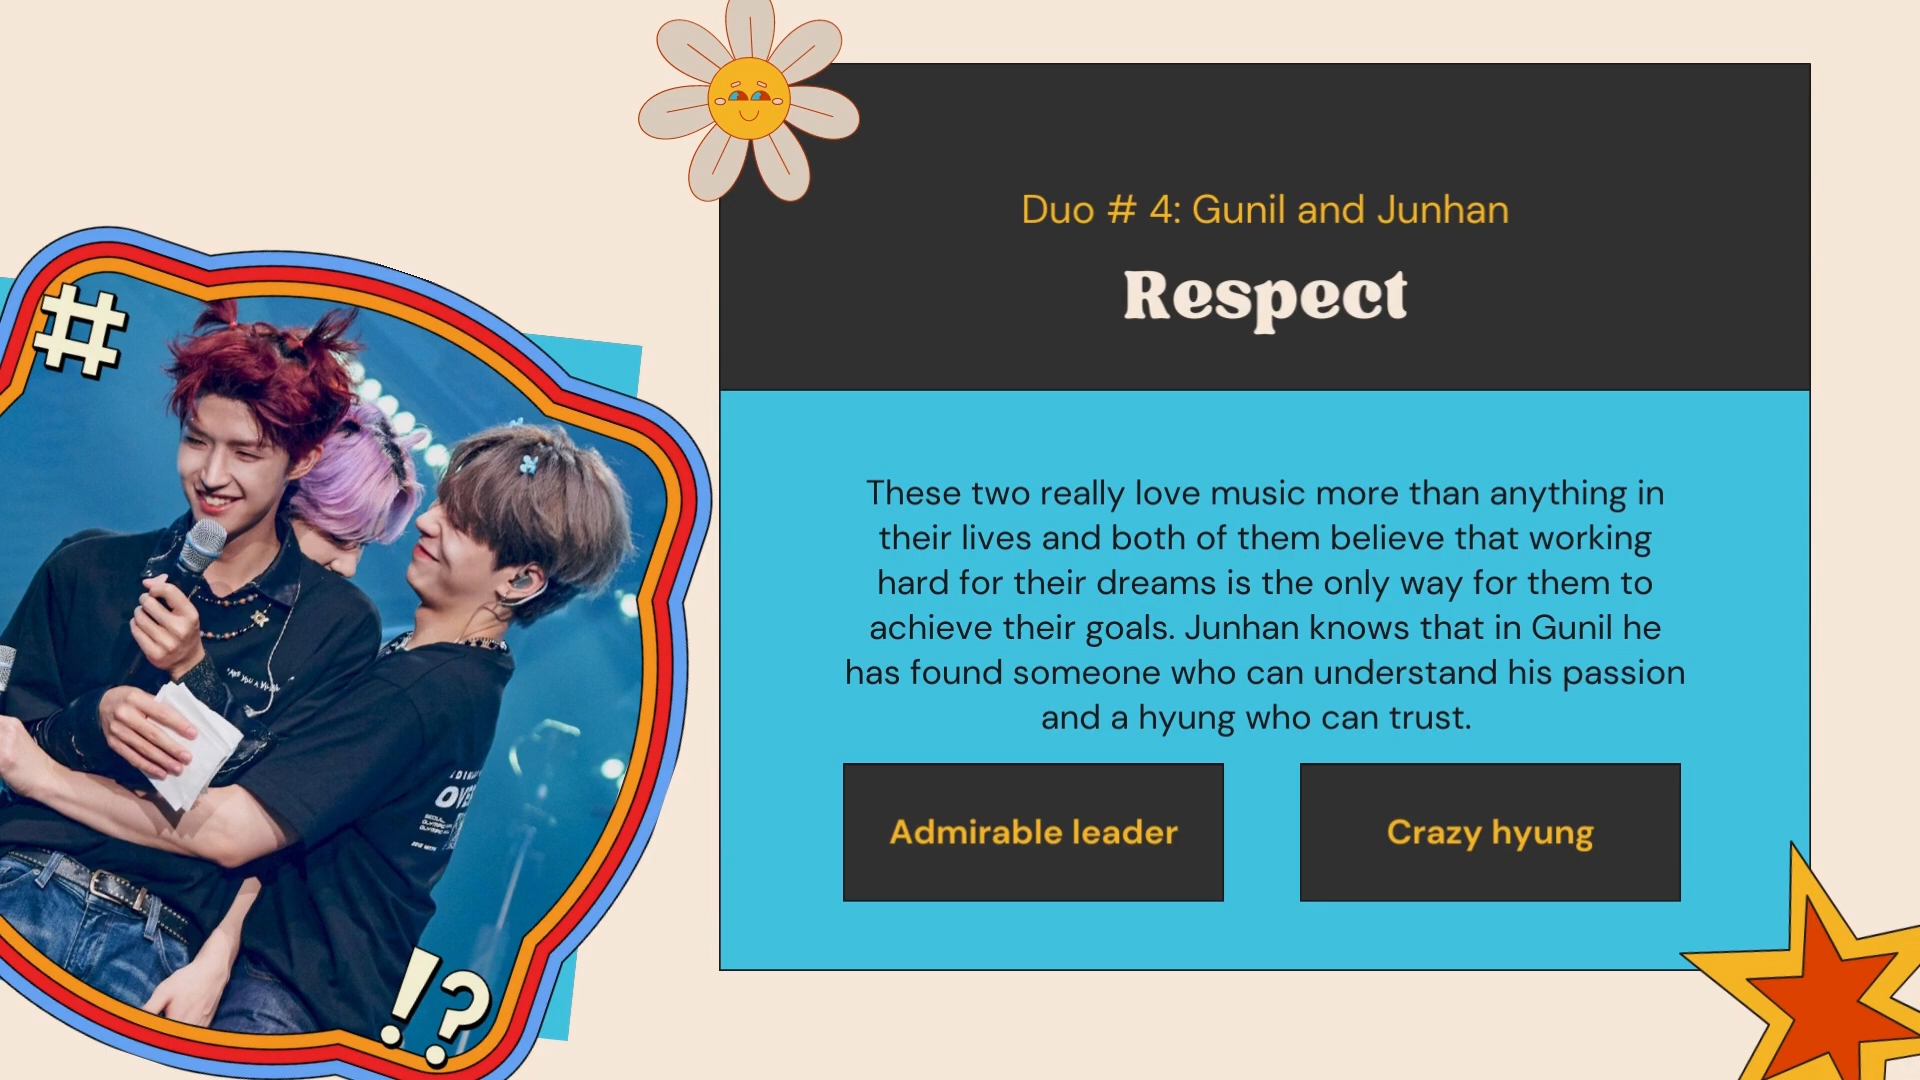 Duo # 4: Gunil and Junhan
Respect
These two really love music more than anything in
their lives and both of them believe that working
hard for their dreams is the only way for them to
achieve their goals. Junhan knows that in Gunil he
has found someone who can understand his passion
and a hyung who can trust.
Admirable leader
Crazy hyung
#
!?